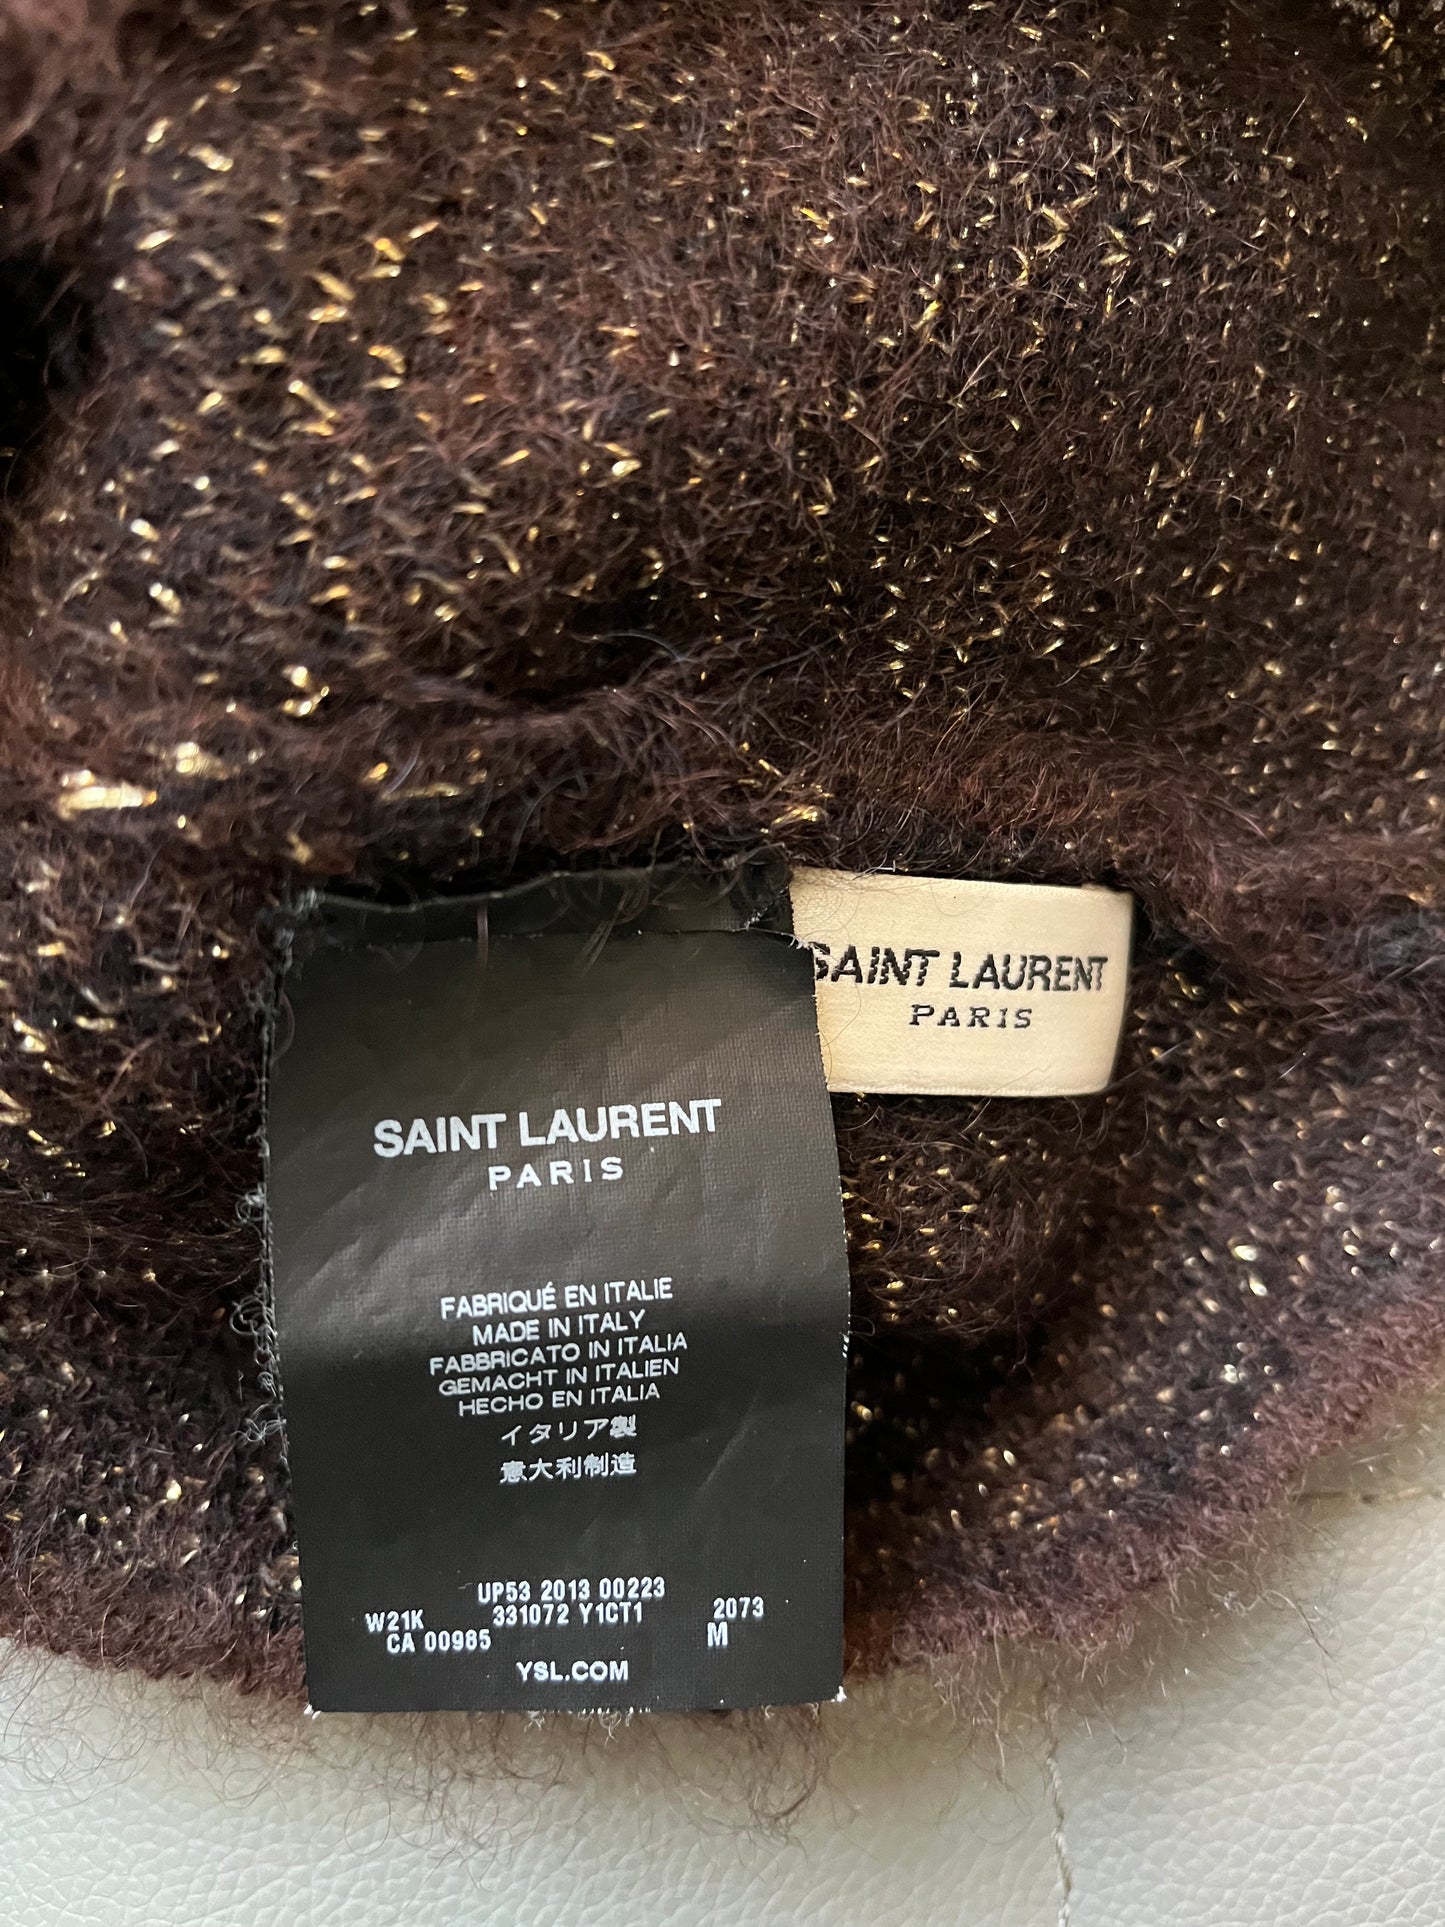 SAINT LAURENT
PARIS
SAINT LAURENT
PARIS
FABRIQUÉ EN ITALIE
MADE IN ITALY
FABBRICATO IN ITALIA
GEMACHT IN ITALIEN
HECHO EN ITALIA
イタリア製
意大利制造
UP53 2013 00223
W21K 331072 Y1CT1 2073
CA 00985 M
YSL.COM